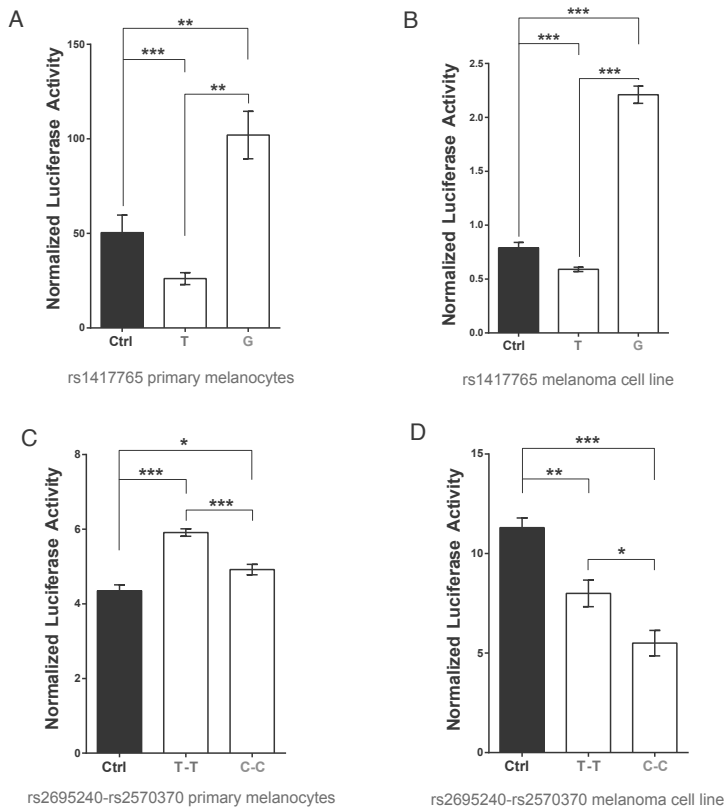 A
Normalized Luciferase Activity
150
100
50
0
**
***
**
Ctrl T G
rs1417765 primary melanocytes
B
Normalized Luciferase Activity
2.5
2.0
1.5
1.0
0.5
0.0
***
***
***
Ctrl T G
rs1417765 melanoma cell line
C
Normalized Luciferase Activity
8
6
4
2
0
*
***
***
Ctrl T-T C-C
rs2695240-rs2570370 primary melanocytes
D
Normalized Luciferase Activity
15
10
5
0
***
**
*
Ctrl T-T C-C
rs2695240-rs2570370 melanoma cell line